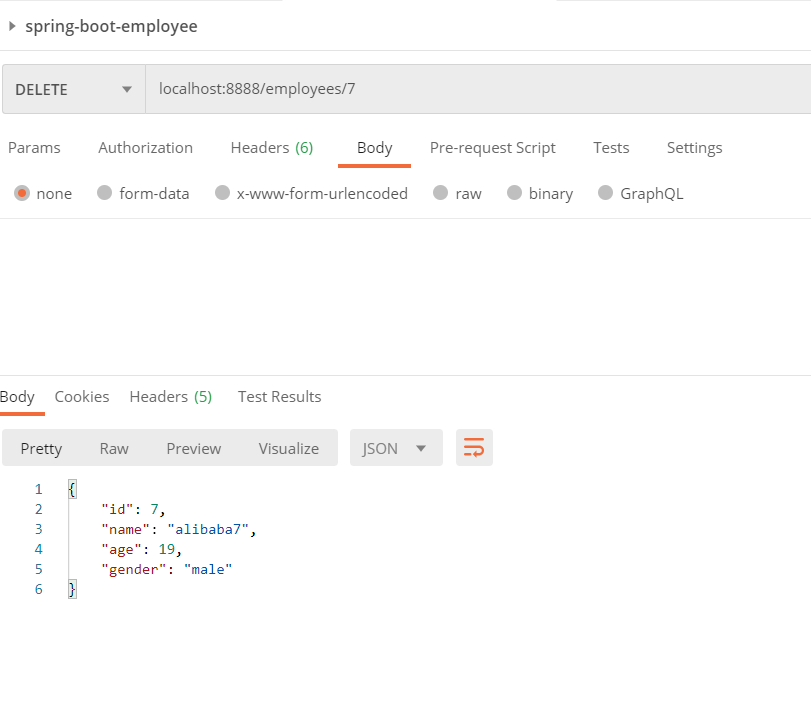 spring-boot-employee
DELETE localhost:8888/employees/7
Params Authorization Headers (6) Body Pre-request Script Tests Settings
none form-data x-www-form-urlencoded raw binary GraphQL
Body Cookies Headers (5) Test Results
Pretty Raw Preview Visualize JSON
1 {
2 "id": 7,
3 "name": "alibaba7",
4 "age": 19,
5 "gender": "male"
6 }